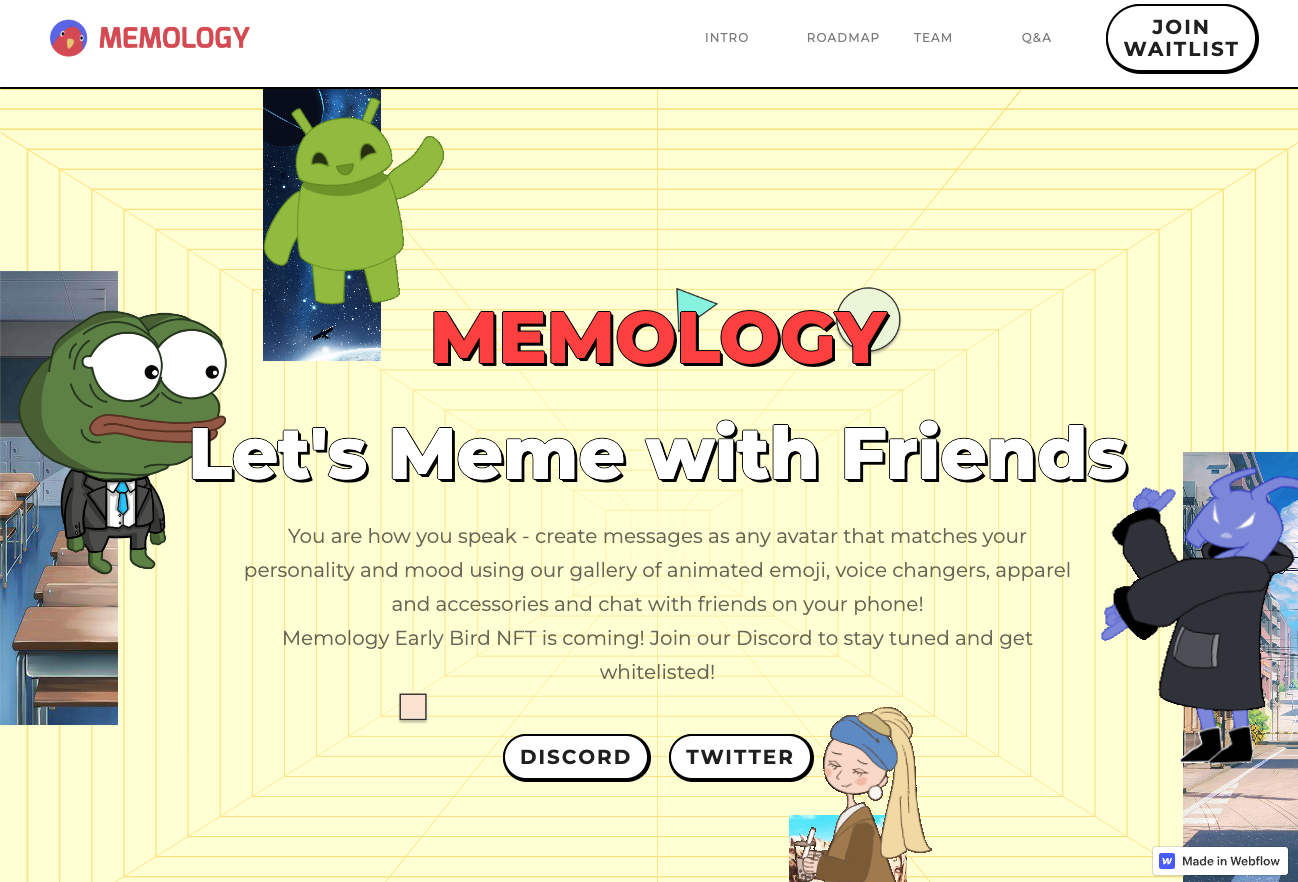 MEMOLOGY
INTRO
ROADMAP
TEAM
Q&A
JOIN
WAITLIST
MEMOLOGY
Let's Meme with Friends
You are how you speak - create messages as any avatar that matches your
personality and mood using our gallery of animated emoji, voice changers, apparel
and accessories and chat with friends on your phone!
Memology Early Bird NFT is coming! Join our Discord to stay tuned and get
whitelisted!
DISCORD
TWITTER
Made in Webflow